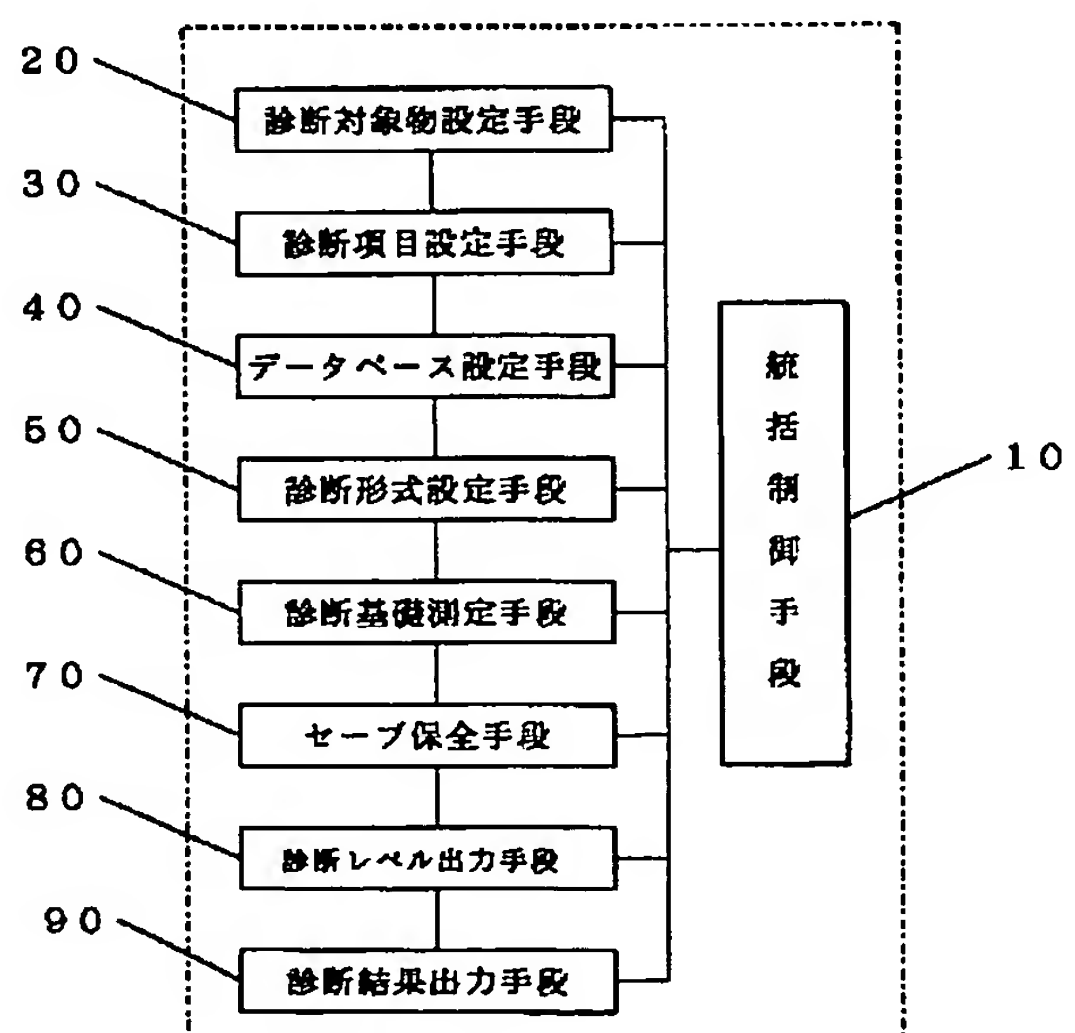 20
診断対象物設定手段
30
診断項目設定手段
40
データベース設定手段
50
診断形式設定手段
60
診断基礎測定手段
70
セーブ保全手段
80
診断レベル出力手段
90
診断結果出力手段
統括制御手段
10